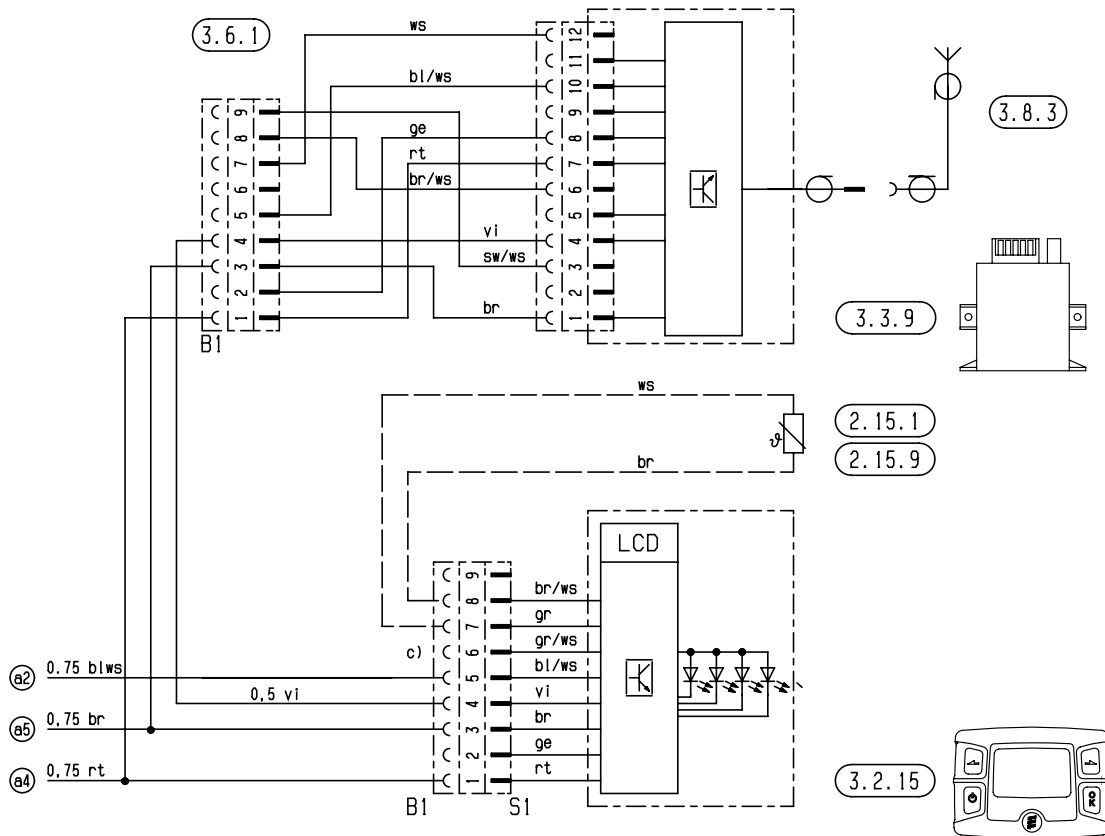 3.6.1
ws
bl/ws
ge
rt
br/ws
vi
sw/ws
br
9
8
7
6
5
4
3
2
1
B1
12
11
10
9
8
7
6
5
4
3
2
1
3.8.3
3.3.9
ws
ϑ
br
2.15.1
2.15.9
LCD
9
8
7
6
5
4
3
2
1
c)
br/ws
gr
gr/ws
bl/ws
vi
br
ge
rt
a2 0.75 blws
0,5 vi
a5 0,75 br
a4 0,75 rt
B1
S1
3.2.15
OK